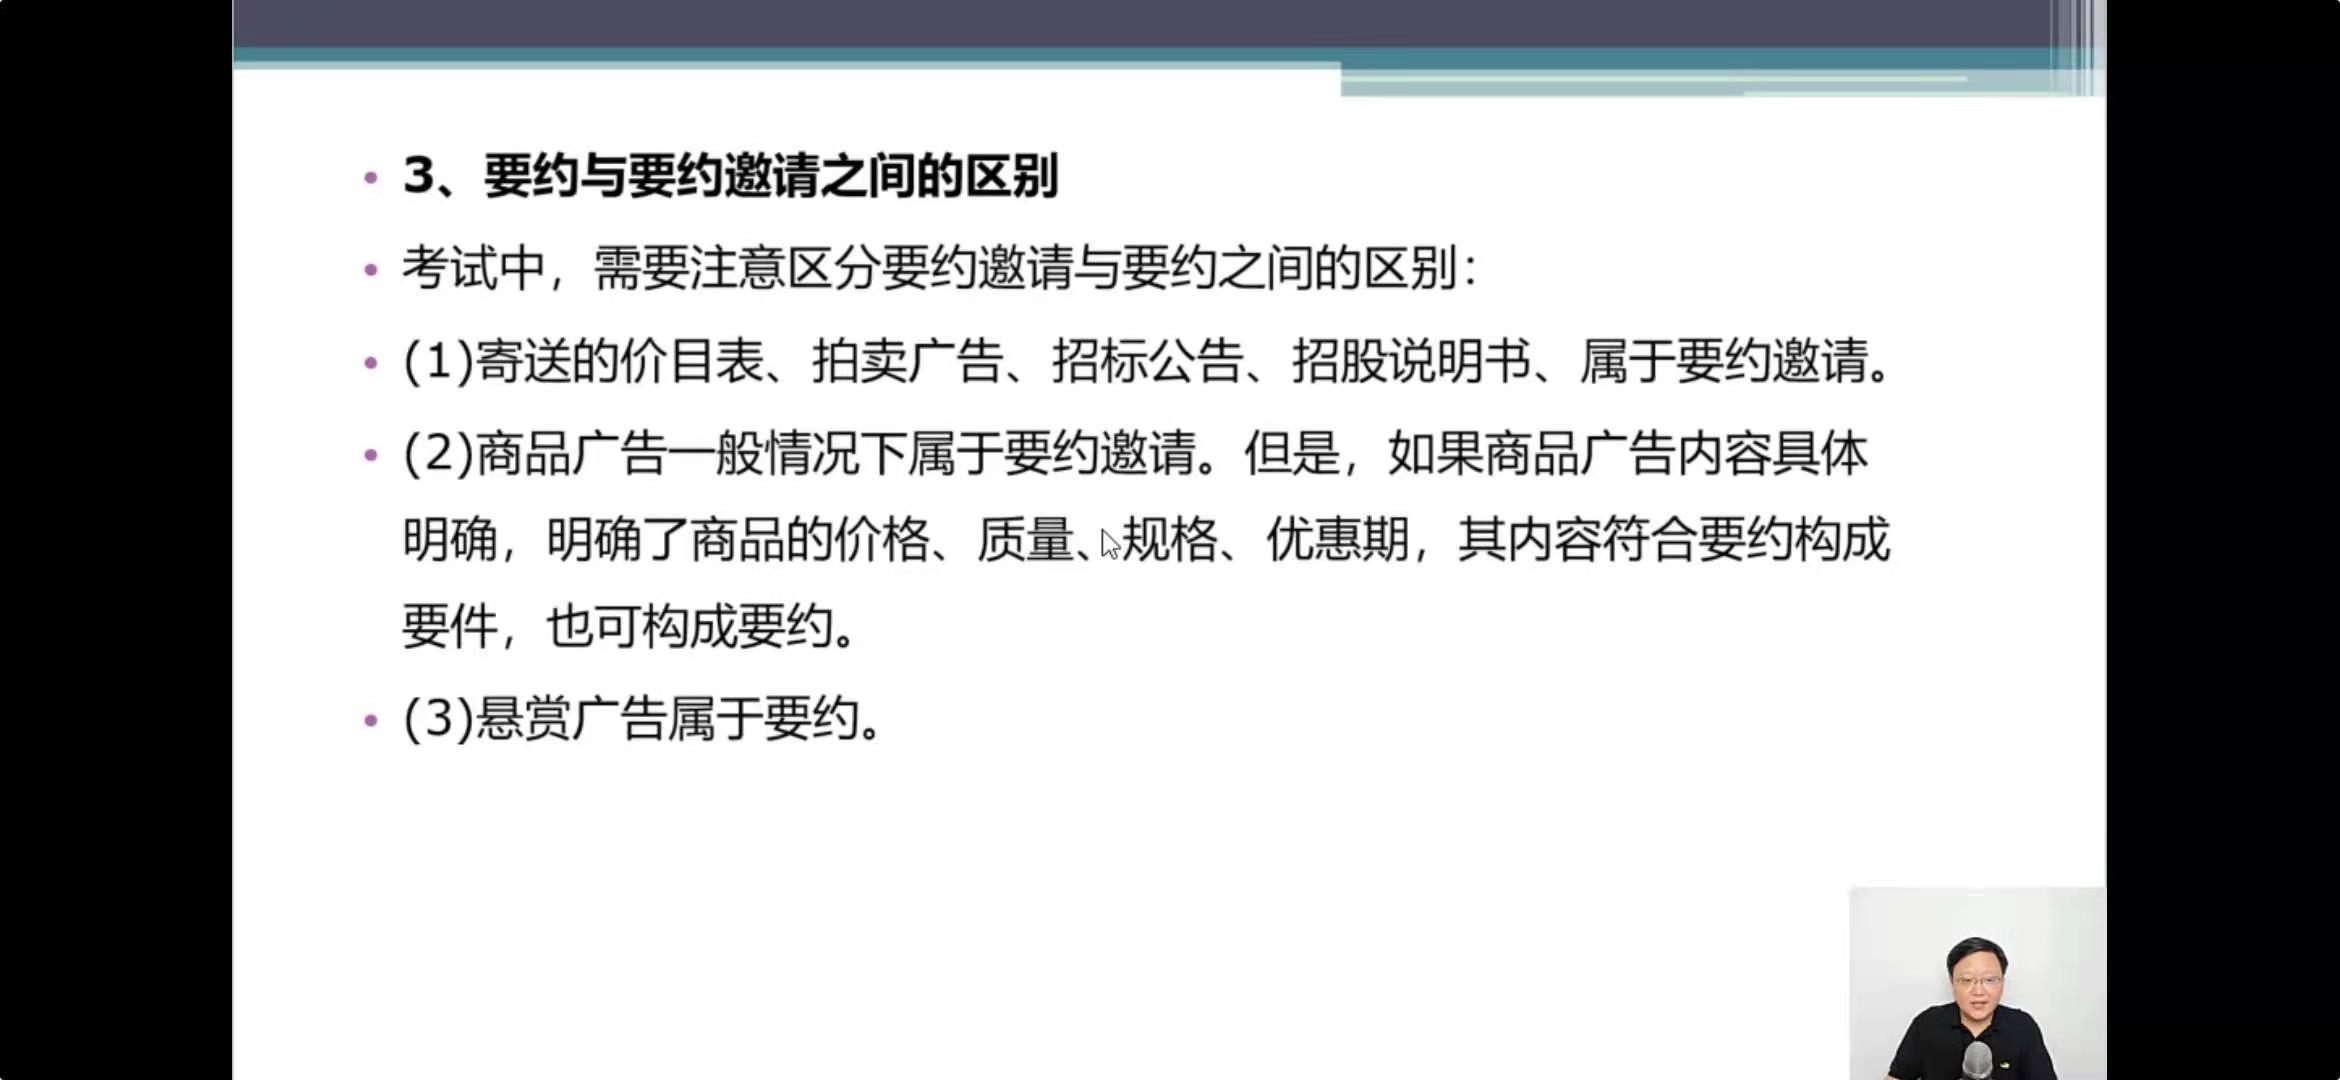 3、要约与要约邀请之间的区别
考试中，需要注意区分要约邀请与要约之间的区别：
(1)寄送的价目表、拍卖广告、招标公告、招股说明书、属于要约邀请。
(2)商品广告一般情况下属于要约邀请。但是，如果商品广告内容具体
明确，明确了商品的价格、质量、规格、优惠期，其内容符合要约构成
要件，也可构成要约。
(3)悬赏广告属于要约。